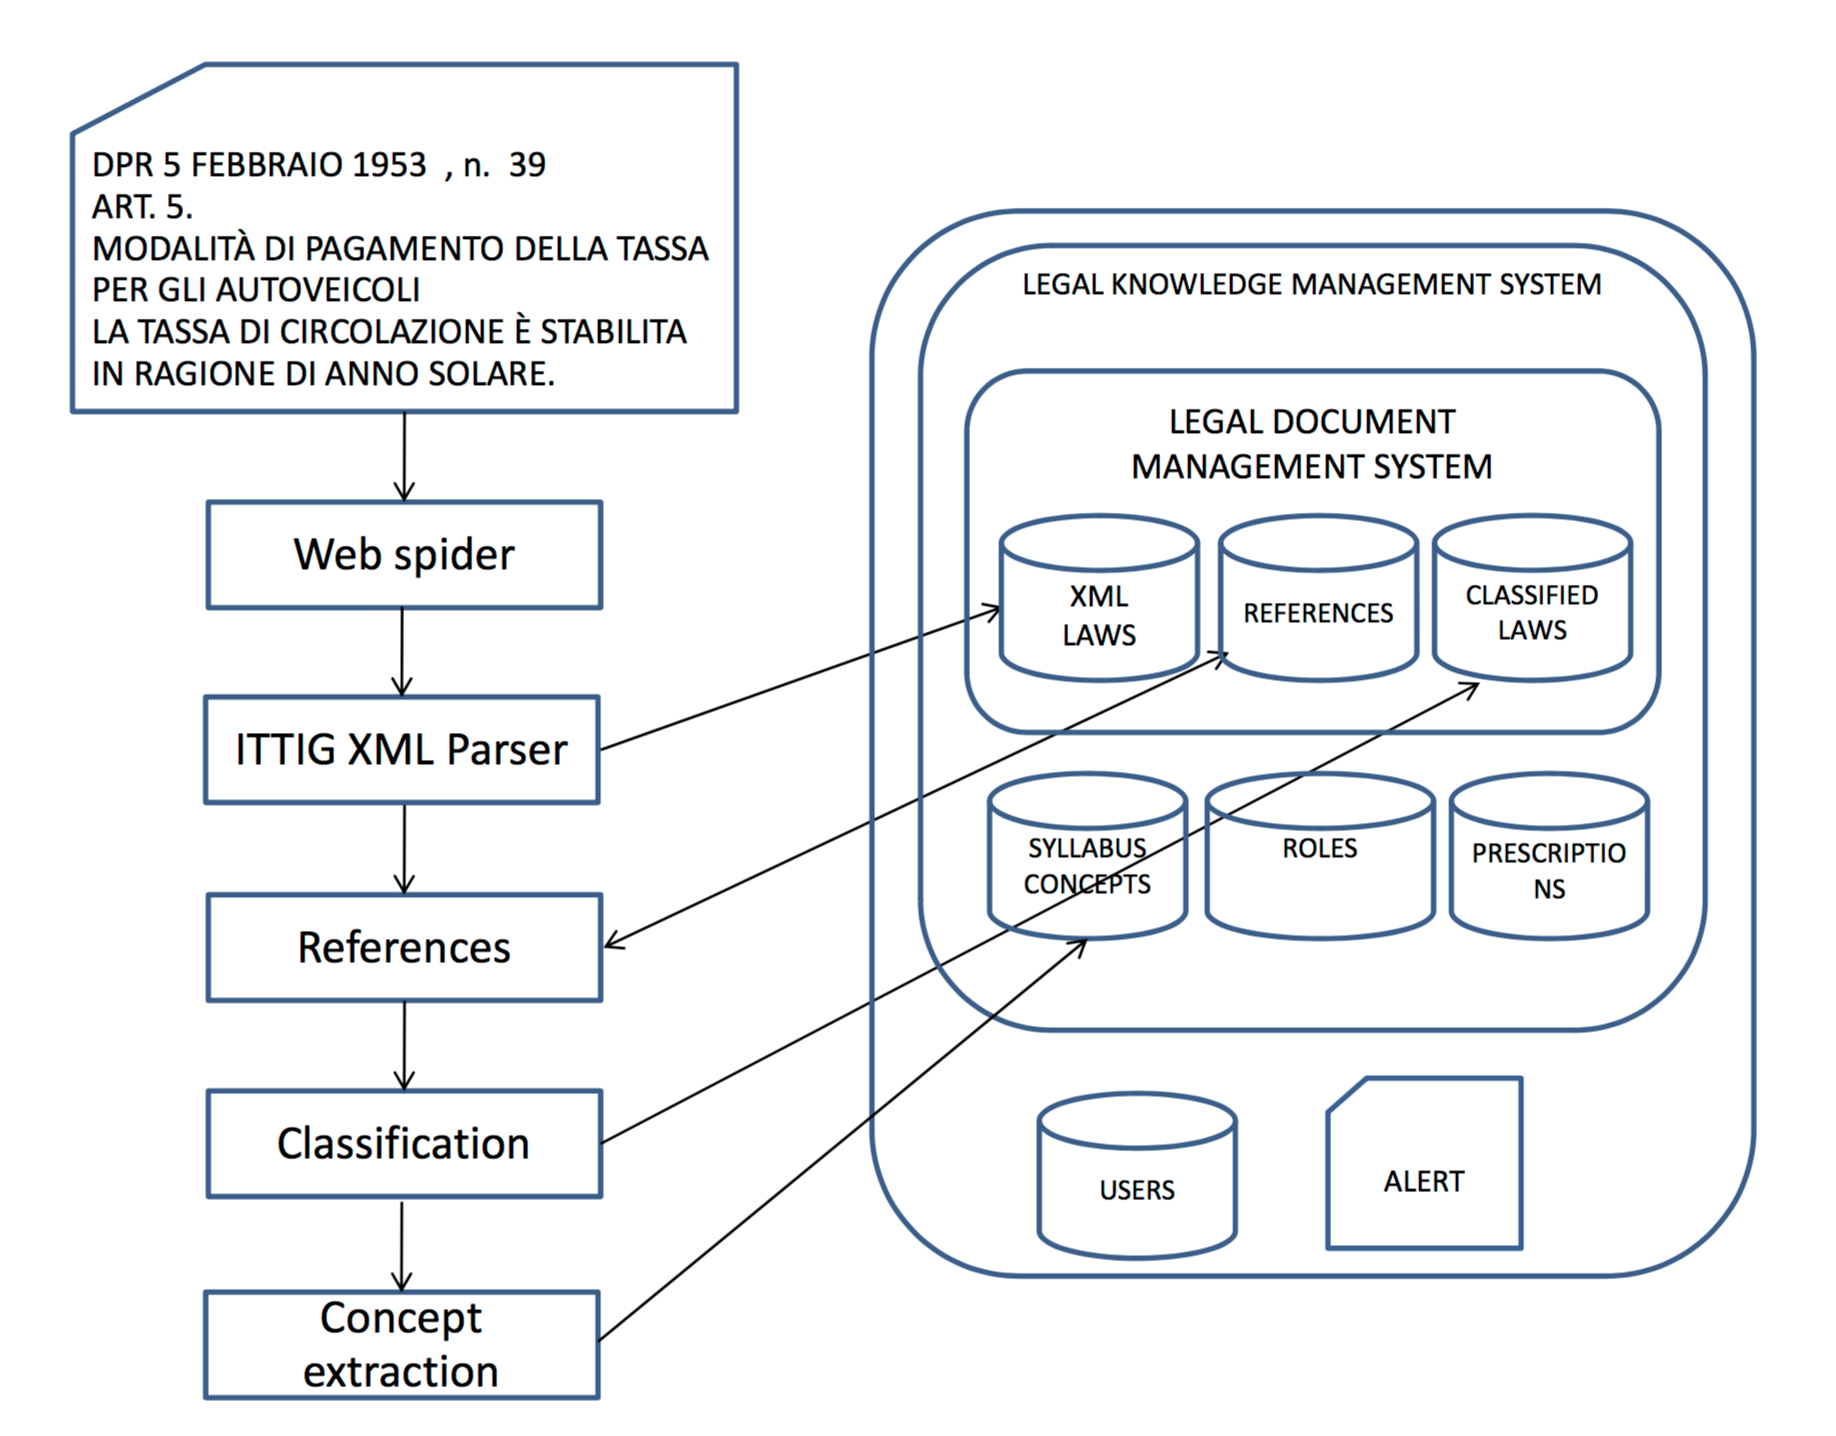 DPR 5 FEBBRAIO 1953 , n. 39
ART. 5.
MODALITÀ DI PAGAMENTO DELLA TASSA
PER GLI AUTOVEICOLI
LA TASSA DI CIRCOLAZIONE È STABILITA
IN RAGIONE DI ANNO SOLARE.
Web spider
ITTIG XML Parser
References
Classification
Concept
extraction
LEGAL KNOWLEDGE MANAGEMENT SYSTEM
LEGAL DOCUMENT
MANAGEMENT SYSTEM
XML
LAWS
REFERENCES
CLASSIFIED
LAWS
SYLLABUS
CONCEPTS
ROLES
PRESCRIPTIO
NS
USERS
ALERT